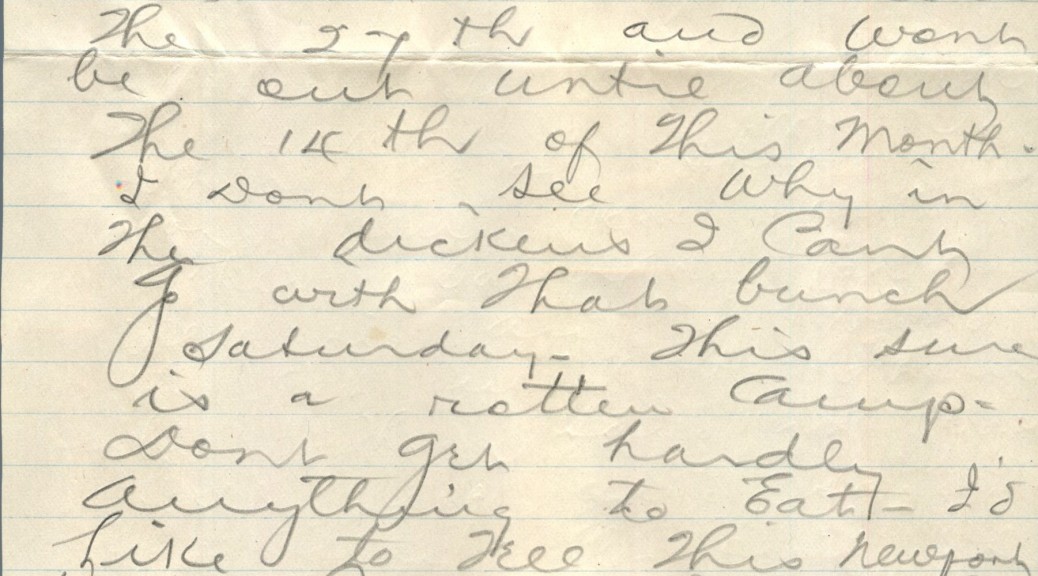 The 27th and wont
be out untie about
The 14th of This Month.
I Dont see Why in
The dickens I Cant
go with That bunch
Saturday- This sure
is a rotten Camp-
Dont get hardly
Anything to Eat- I'd
Like to tell This Newport